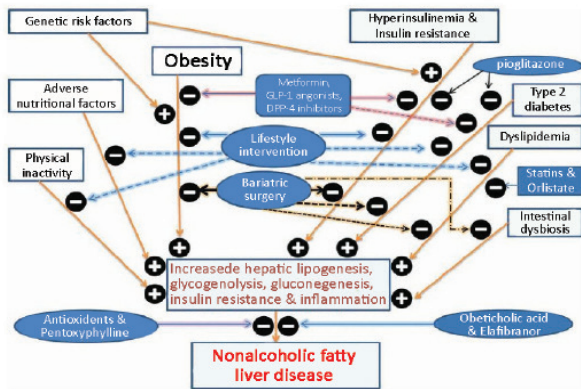 Genetic risk factors
Hyperinsulinemia &
Insulin resistance
Obesity
Metformin,
GLP-1 angonists,
DPP-4 inhibitors
pioglitazone
Adverse
nutritional factors
Type 2
diabetes
Lifestyle
intervention
Dyslipidemia
Physical
inactivity
Bariatric
surgery
Statins &
Orlistate
Intestinal
dysbiosis
Increasede hepatic lipogenesis,
glycogenolysis, gluconegenesis,
insulin resistance & inflammation
Antioxidents &
Pentoxyphylline
Obeticholic acid
& Elafibranor
Nonalcoholic fatty
liver disease